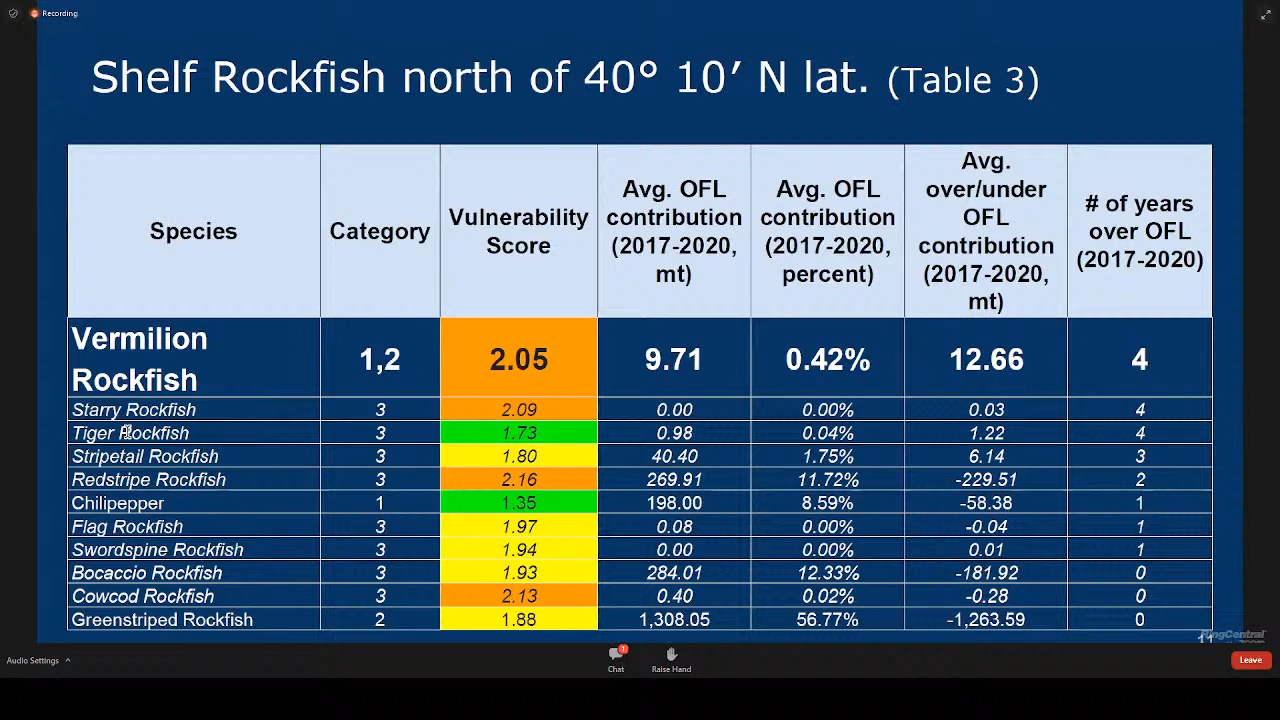 Recording
Shelf Rockfish north of 40° 10′ N lat. (Table 3)
Species
Category
Vulnerability
Score
Avg. OFL
contribution
(2017-2020,
mt)
Avg. OFL
contribution
(2017-2020,
percent)
Avg.
over/under
OFL
contribution
(2017-2020,
mt)
# of years
over OFL
(2017-2020)
Vermilion
Rockfish 1,2 2.05 9.71 0.42% 12.66 4
Starry Rockfish 3 2.09 0.00 0.00% 0.03 4
Tiger Rockfish 3 1.73 0.98 0.04% 1.22 4
Stripetail Rockfish 3 1.80 40.40 1.75% 6.14 3
Redstripe Rockfish 3 2.16 269.91 11.72% -229.51 2
Chilipepper 1 1.35 198.00 8.59% -58.38 1
Flag Rockfish 3 1.97 0.08 0.00% -0.04 1
Swordspine Rockfish 3 1.94 0.00 0.00% 0.01 1
Bocaccio Rockfish 3 1.93 284.01 12.33% -181.92 0
Cowcod Rockfish 3 2.13 0.40 0.02% -0.28 0
Greenstriped Rockfish 2 1.88 1,308.05 56.77% -1,263.59 0
11
RingCentral
Audio Settings
1
Chat
Raise Hand
Leave